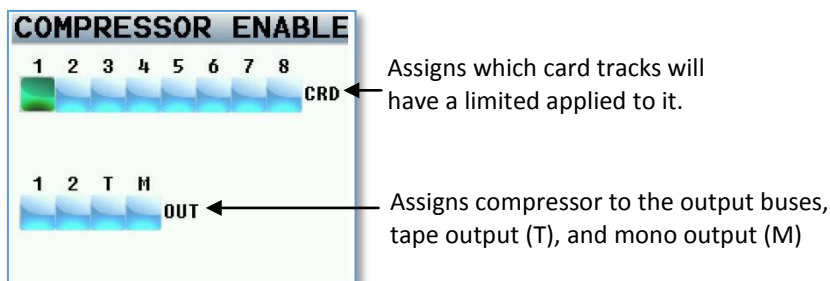 COMPRESSOR ENABLE
1 2 3 4 5 6 7 8
CRD
Assigns which card tracks will
have a limited applied to it.
1 2 T M
OUT
Assigns compressor to the output buses,
tape output (T), and mono output (M)